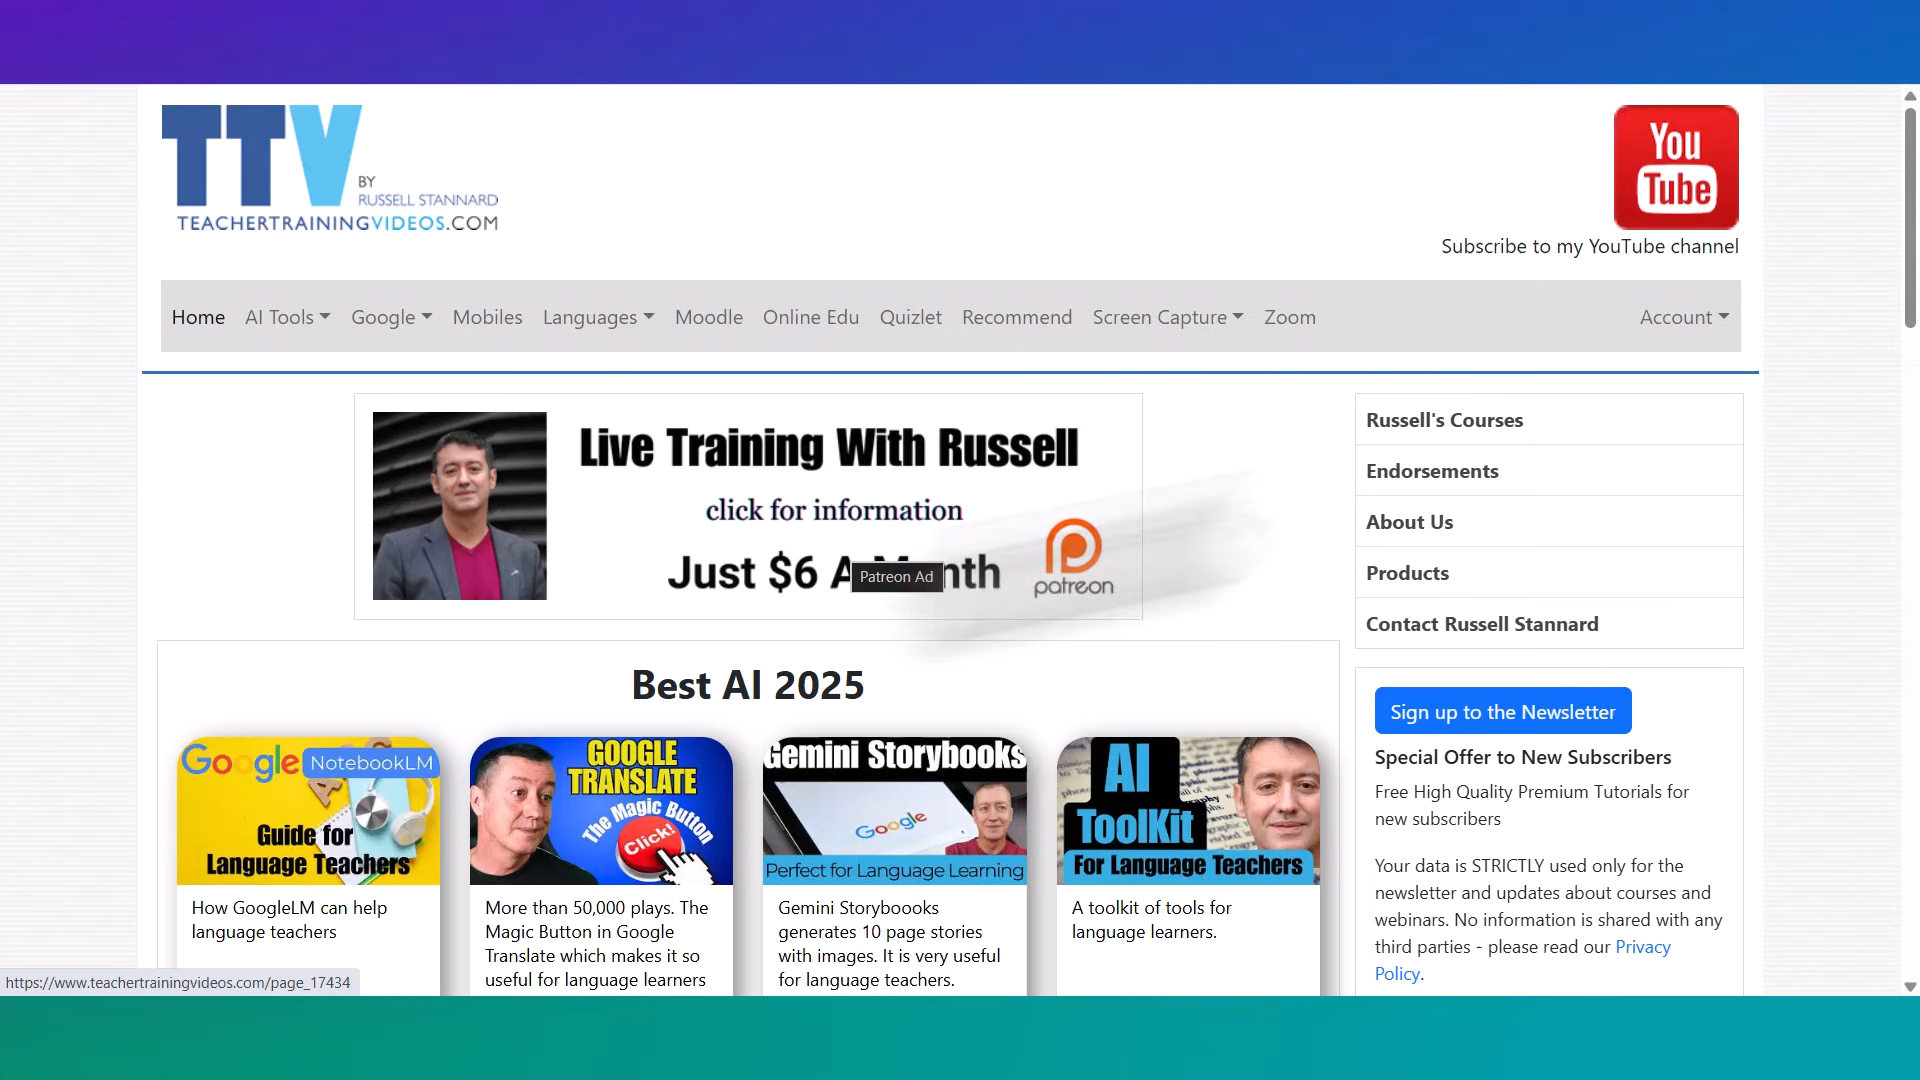 TTV
BY
RUSSELL STANNARD
TEACHERTRAININGVIDEOS.COM
You
Tube
Subscribe to my YouTube channel
Home AI Tools Google Mobiles Languages Moodle Online Edu Quizlet Recommend Screen Capture Zoom Account
Live Training With Russell
click for information
Just $6 A Month
Patreon Ad
patreon
Russell's Courses
Endorsements
About Us
Products
Contact Russell Stannard
Best AI 2025
Google NotebookLM
Guide for
Language Teachers
How GoogleLM can help
language teachers
GOOGLE
TRANSLATE
The Magic Button
Click!
More than 50,000 plays. The
Magic Button in Google
Translate which makes it so
useful for language learners
Gemini Storybooks
Google
Perfect for Language Learning
Gemini Storyboooks
generates 10 page stories
with images. It is very useful
for language teachers.
AI
ToolKit
For Language Teachers
A toolkit of tools for
language learners.
Sign up to the Newsletter
Special Offer to New Subscribers
Free High Quality Premium Tutorials for
new subscribers
Your data is STRICTLY used only for the
newsletter and updates about courses and
webinars. No information is shared with any
third parties - please read our Privacy
Policy.
https://www.teachertrainingvideos.com/page_17434